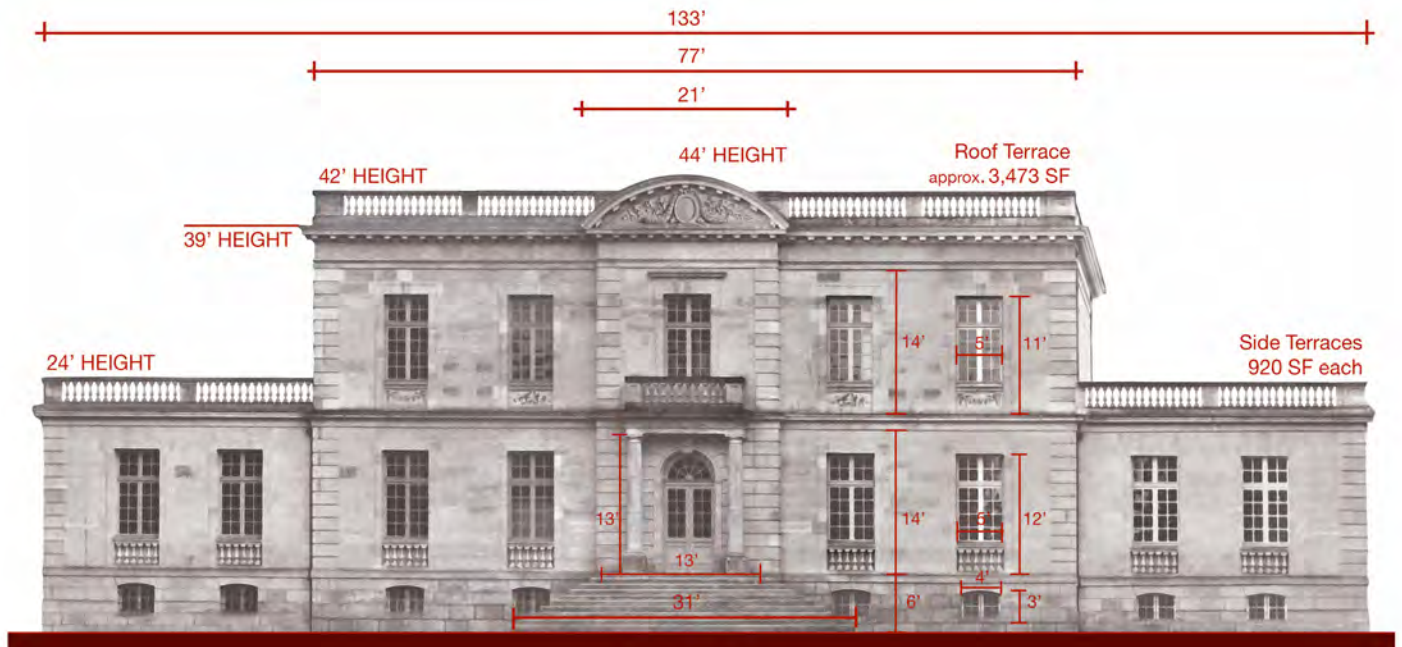 133’
77’
21’
44’ HEIGHT
Roof Terrace
approx. 3,473 SF
42’ HEIGHT
39’ HEIGHT
14’
5’
11’
Side Terraces
920 SF each
24’ HEIGHT
13’
14’
5’
12’
13’
4’
31’
6’
3’